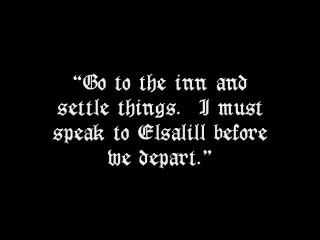 “Go to the inn and
settle things.  I must
speak to Elsalill before
we depart.”